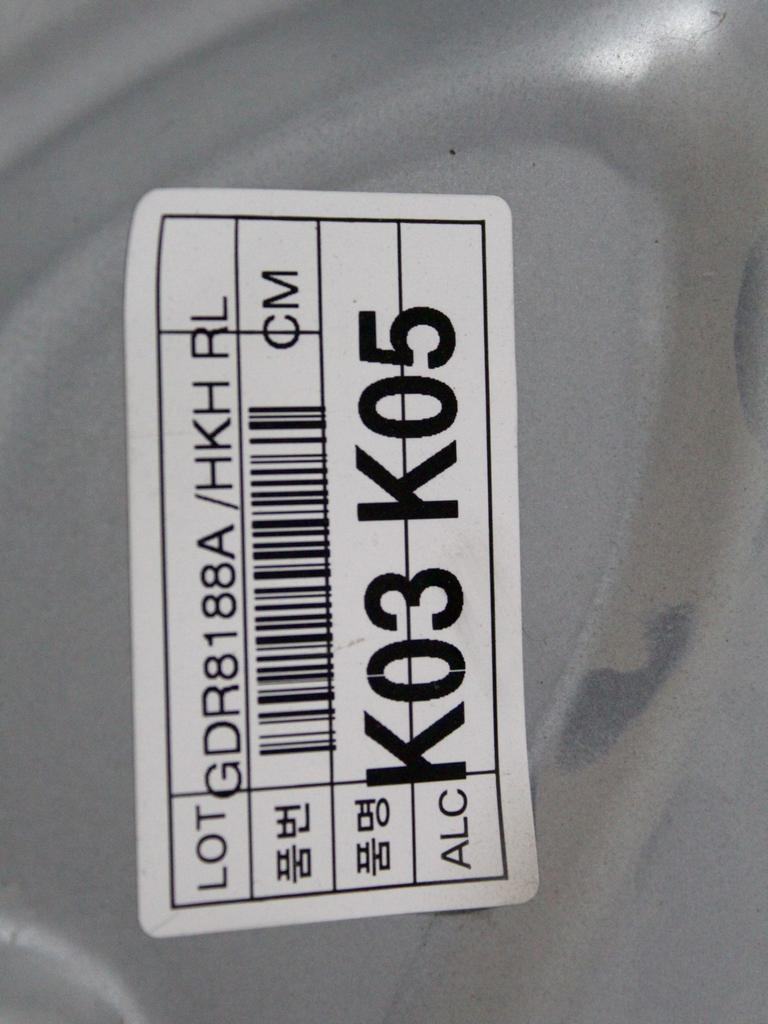 LOT GDR8188A /HKH RL
품번 CM
품명 K03 K05
ALC